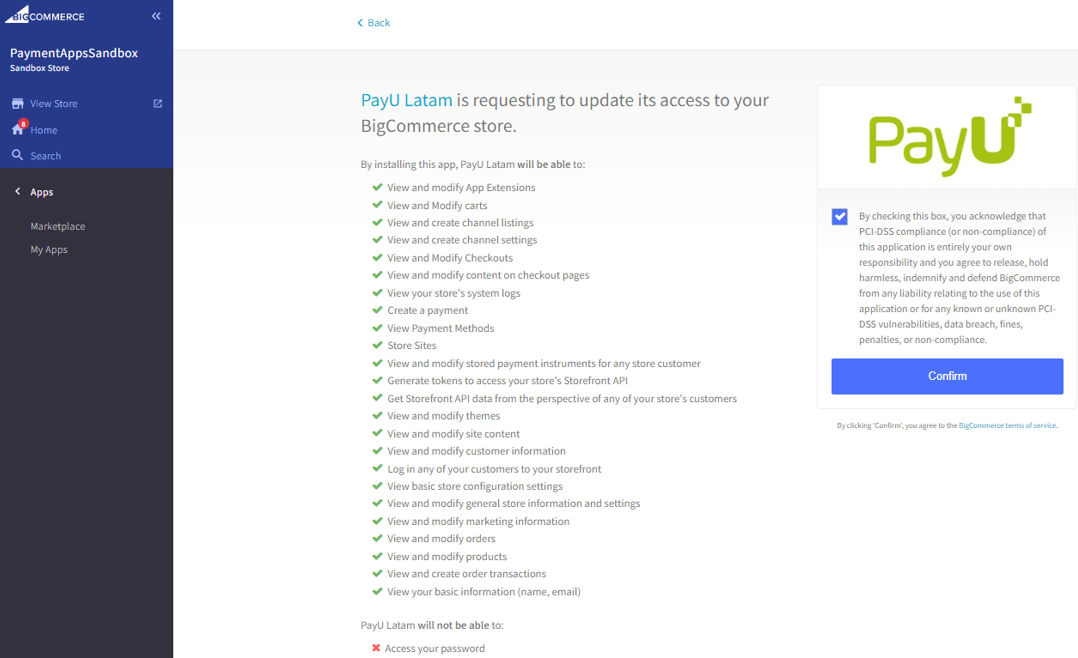 BIGCOMMERCE
PaymentAppsSandbox
Sandbox Store
View Store
8
Home
Search
Apps
Marketplace
My Apps
Back
PayU Latam is requesting to update its access to your
BigCommerce store.
By installing this app, PayU Latam will be able to:
View and modify App Extensions
View and Modify carts
View and create channel listings
View and create channel settings
View and Modify Checkouts
View and modify content on checkout pages
View your store's system logs
Create a payment
View Payment Methods
Store Sites
View and modify stored payment instruments for any store customer
Generate tokens to access your store's Storefront API
Get Storefront API data from the perspective of any of your store's customers
View and modify themes
View and modify site content
View and modify customer information
Log in any of your customers to your storefront
View basic store configuration settings
View and modify general store information and settings
View and modify marketing information
View and modify orders
View and modify products
View and create order transactions
View your basic information (name, email)
PayU Latam will not be able to:
Access your password
PayU
By checking this box, you acknowledge that
PCI-DSS compliance (or non-compliance) of
this application is entirely your own
responsibility and you agree to release, hold
harmless, indemnify and defend BigCommerce
from any liability relating to the use of this
application or for any known or unknown PCI-
DSS vulnerabilities, data breach, fines,
penalties, or non-compliance.
Confirm
By clicking 'Confirm', you agree to the BigCommerce terms of service.